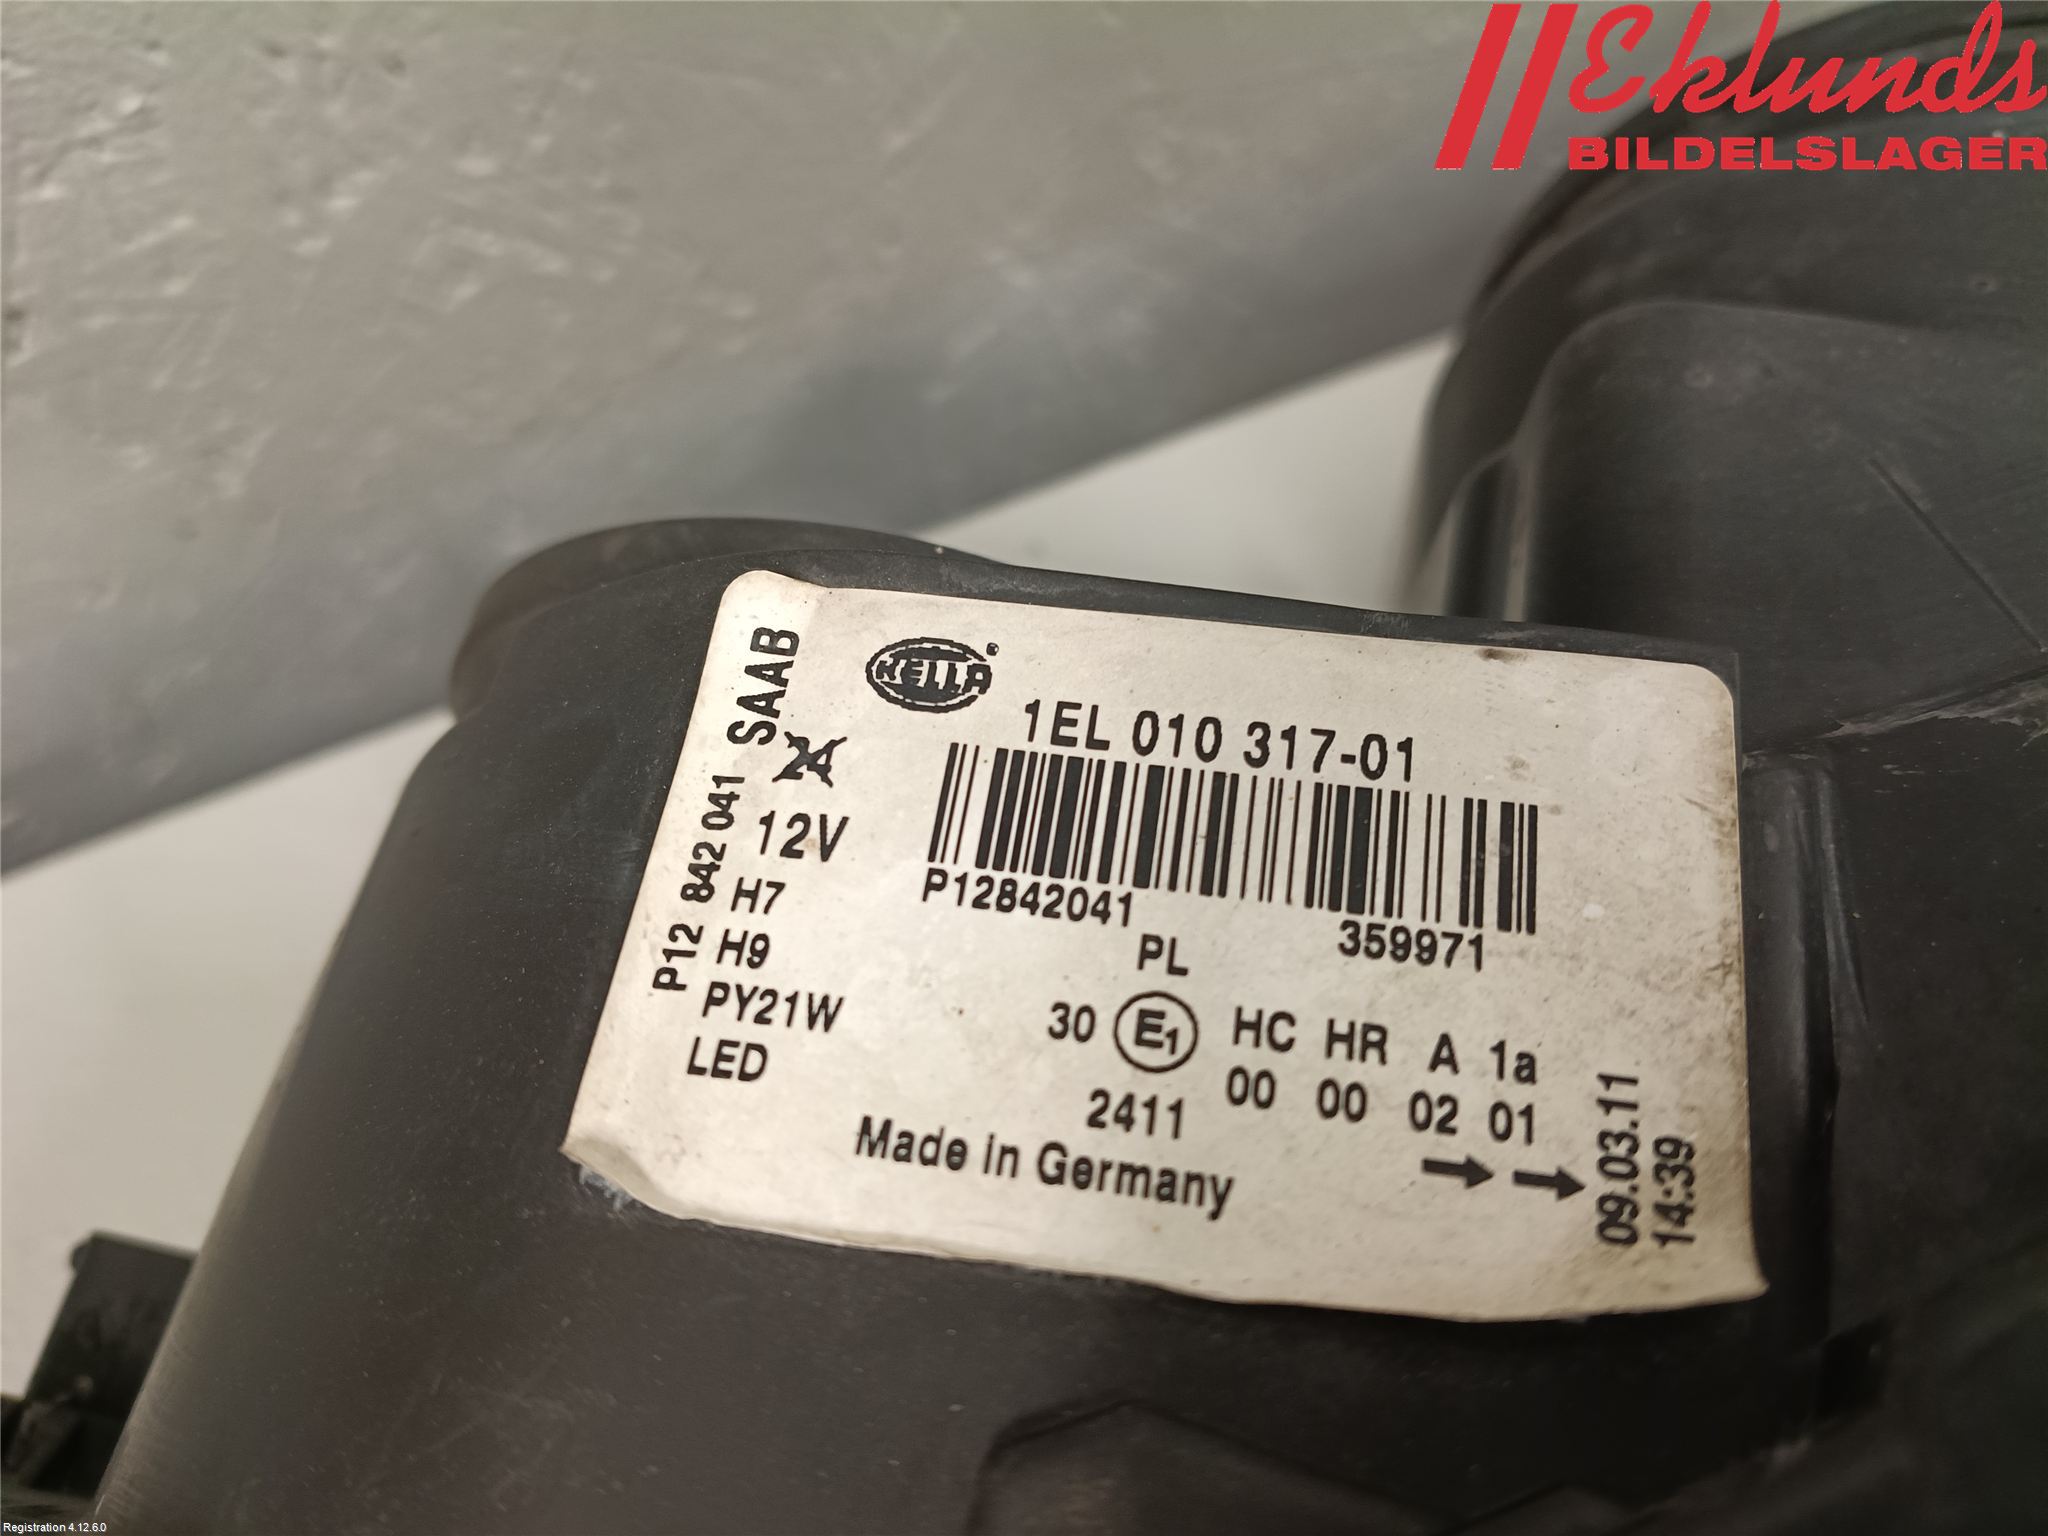 Eklunds
BILDELSLAGER
HELLA
1EL 010 317-01
P12 842 041 SAAB
24
12V
H7
H9
PY21W
LED
P12842041
359971
PL
30 E1 HC HR A 1a
2411 00 00 02 01
Made in Germany
09.03.11
14:39
Registration 4.12.6.0